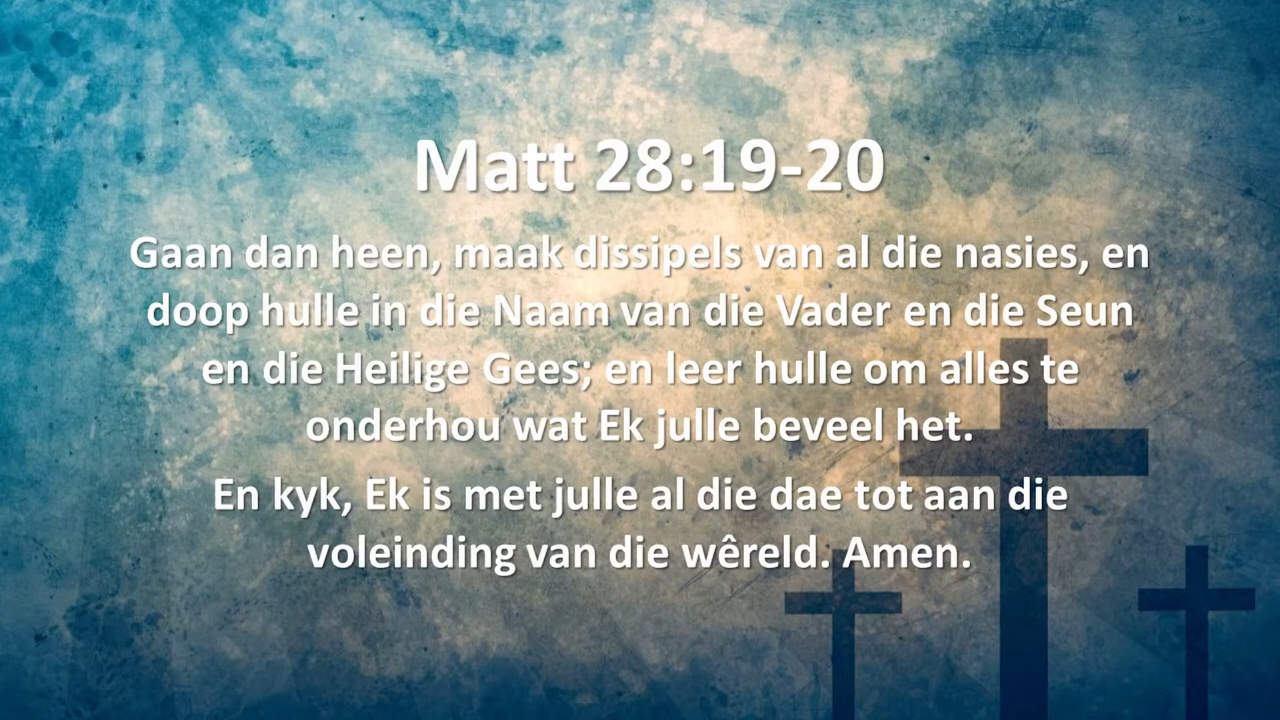 Matt 28:19-20
Gaan dan heen, maak dissipels van al die nasies, en
doop hulle in die Naam van die Vader en die Seun
en die Heilige Gees; en leer hulle om alles te
onderhou wat Ek julle beveel het.
En kyk, Ek is met julle al die dae tot aan die
voleinding van die wêreld. Amen.